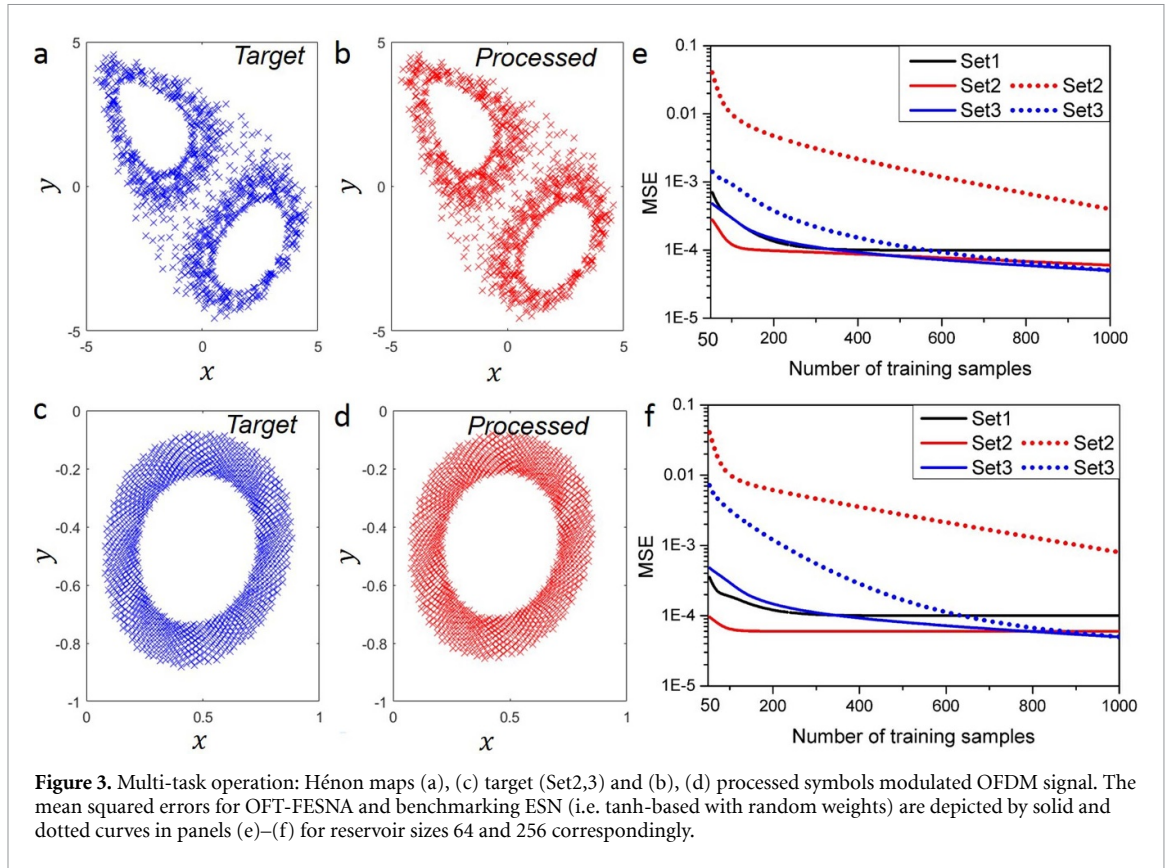 a
Target
5
0
-5
y
-5
0
5
x
b
Processed
5
0
-5
y
-5
0
5
x
c
Target
0
-0.2
-0.4
-0.6
-0.8
-1
y
0
0.5
1
x
d
Processed
0
-0.2
-0.4
-0.6
-0.8
-1
y
0
0.5
1
x
e
0.1
0.01
1E-3
1E-4
1E-5
MSE
Set1
Set2
Set2
Set3
Set3
50
200
400
600
800
1000
Number of training samples
f
0.1
0.01
1E-3
1E-4
1E-5
MSE
Set1
Set2
Set2
Set3
Set3
50
200
400
600
800
1000
Number of training samples
Figure 3. Multi-task operation: Hénon maps (a), (c) target (Set2,3) and (b), (d) processed symbols modulated OFDM signal. The
mean squared errors for OFT-FESNA and benchmarking ESN (i.e. tanh-based with random weights) are depicted by solid and
dotted curves in panels (e)–(f) for reservoir sizes 64 and 256 correspondingly.